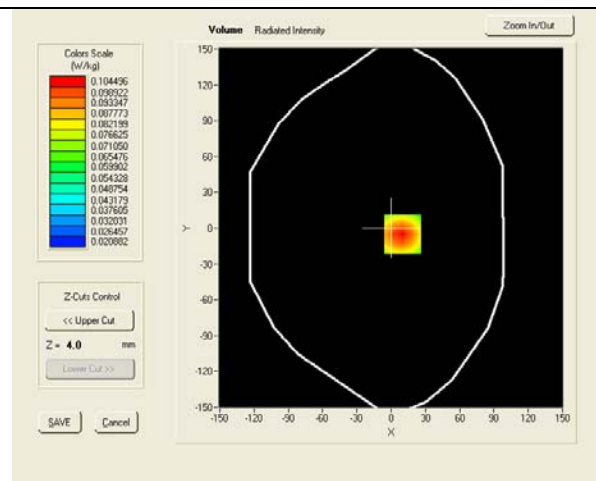 Volume Radiated Intensity
Zoom In/Out
Colors Scale
(W/kg)
0.104496
0.098922
0.093347
0.087773
0.082199
0.076625
0.071050
0.065476
0.059902
0.054328
0.048754
0.043179
0.037605
0.032031
0.026457
0.020882
Z-Cuts Control
<< Upper Cut
Z = 4.0 mm
Lower Cut >>
SAVE Cancel
150
120
90
60
30
Y 0
-30
-60
-90
-120
-150
-150 -120 -90 -60 -30 0 30 60 90 120 150
X